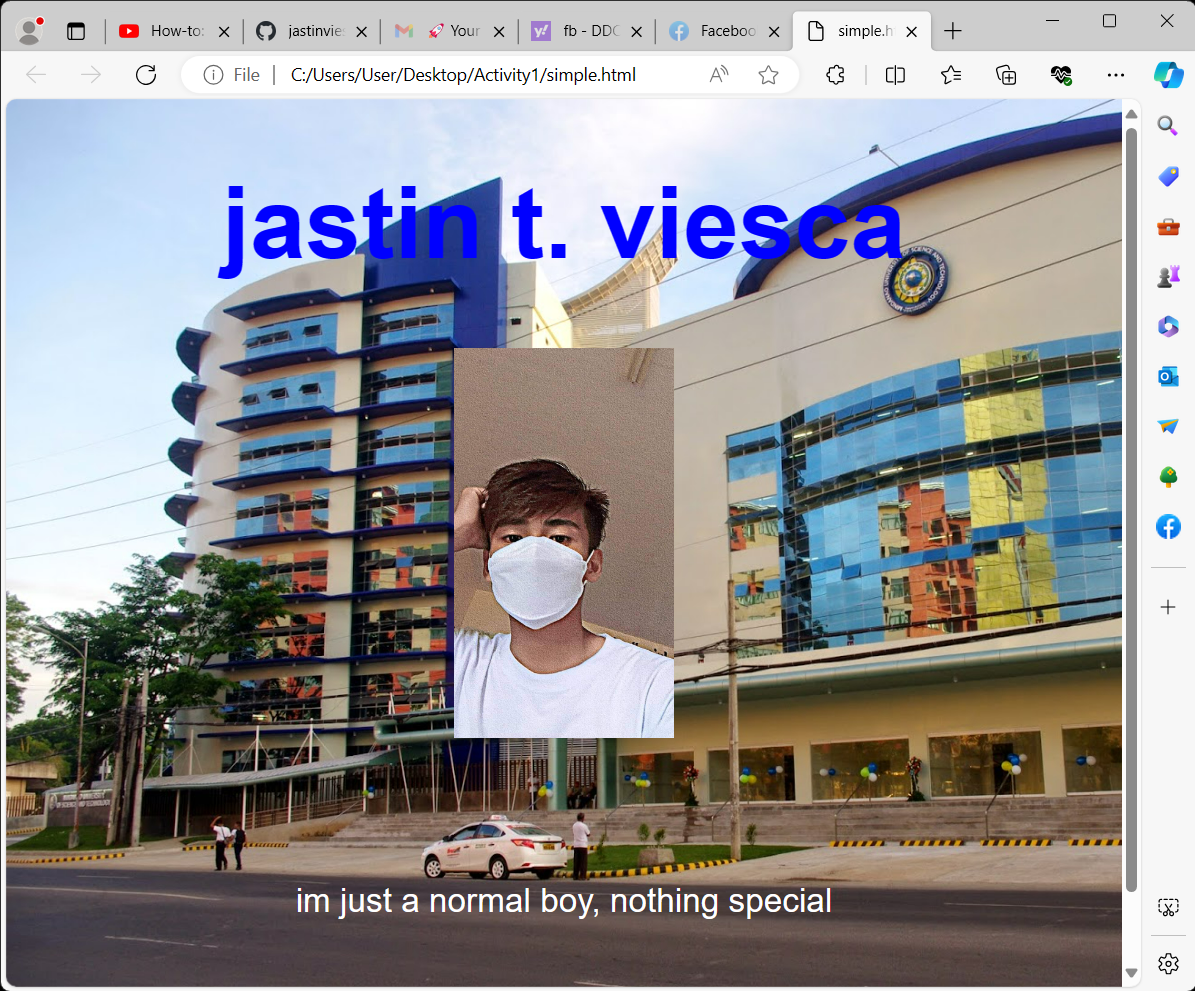 How-to:
jastinvie
Your
fb - DDC
Faceboo
simple.h
File
C:/Users/User/Desktop/Activity1/simple.html
jastin t. viesca
im just a normal boy, nothing special